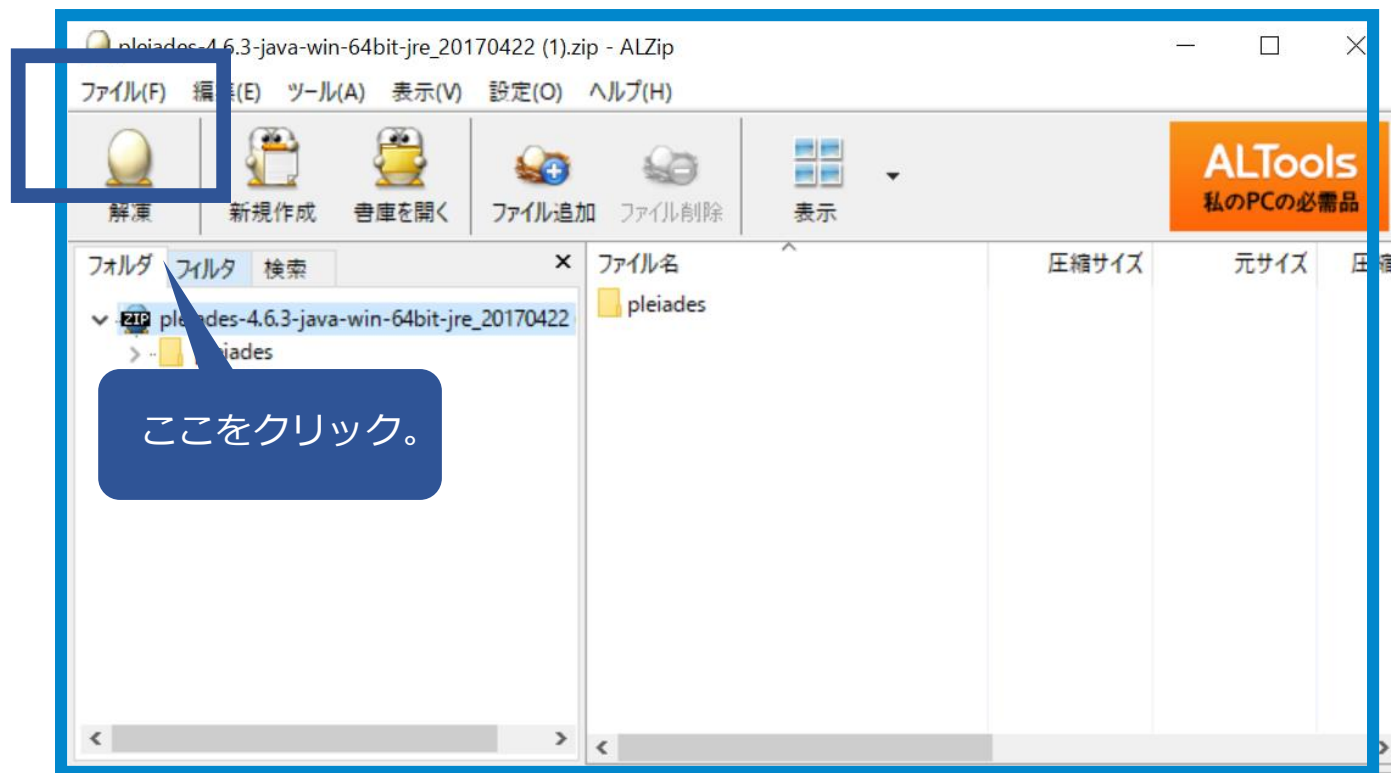 pleiades-4.6.3-java-win-64bit-jre_20170422 (1).zip - ALZip
ファイル(F) 編集(E) ツール(A) 表示(V) 設定(O) ヘルプ(H)
解凍 新規作成 書庫を開く ファイル追加 ファイル削除 表示
ALTools
私のPCの必需品
フォルダ フィルタ 検索
ファイル名 圧縮サイズ 元サイズ 圧縮
ZIP pleiades-4.6.3-java-win-64bit-jre_20170422
pleiades
pleiades
ここをクリック。